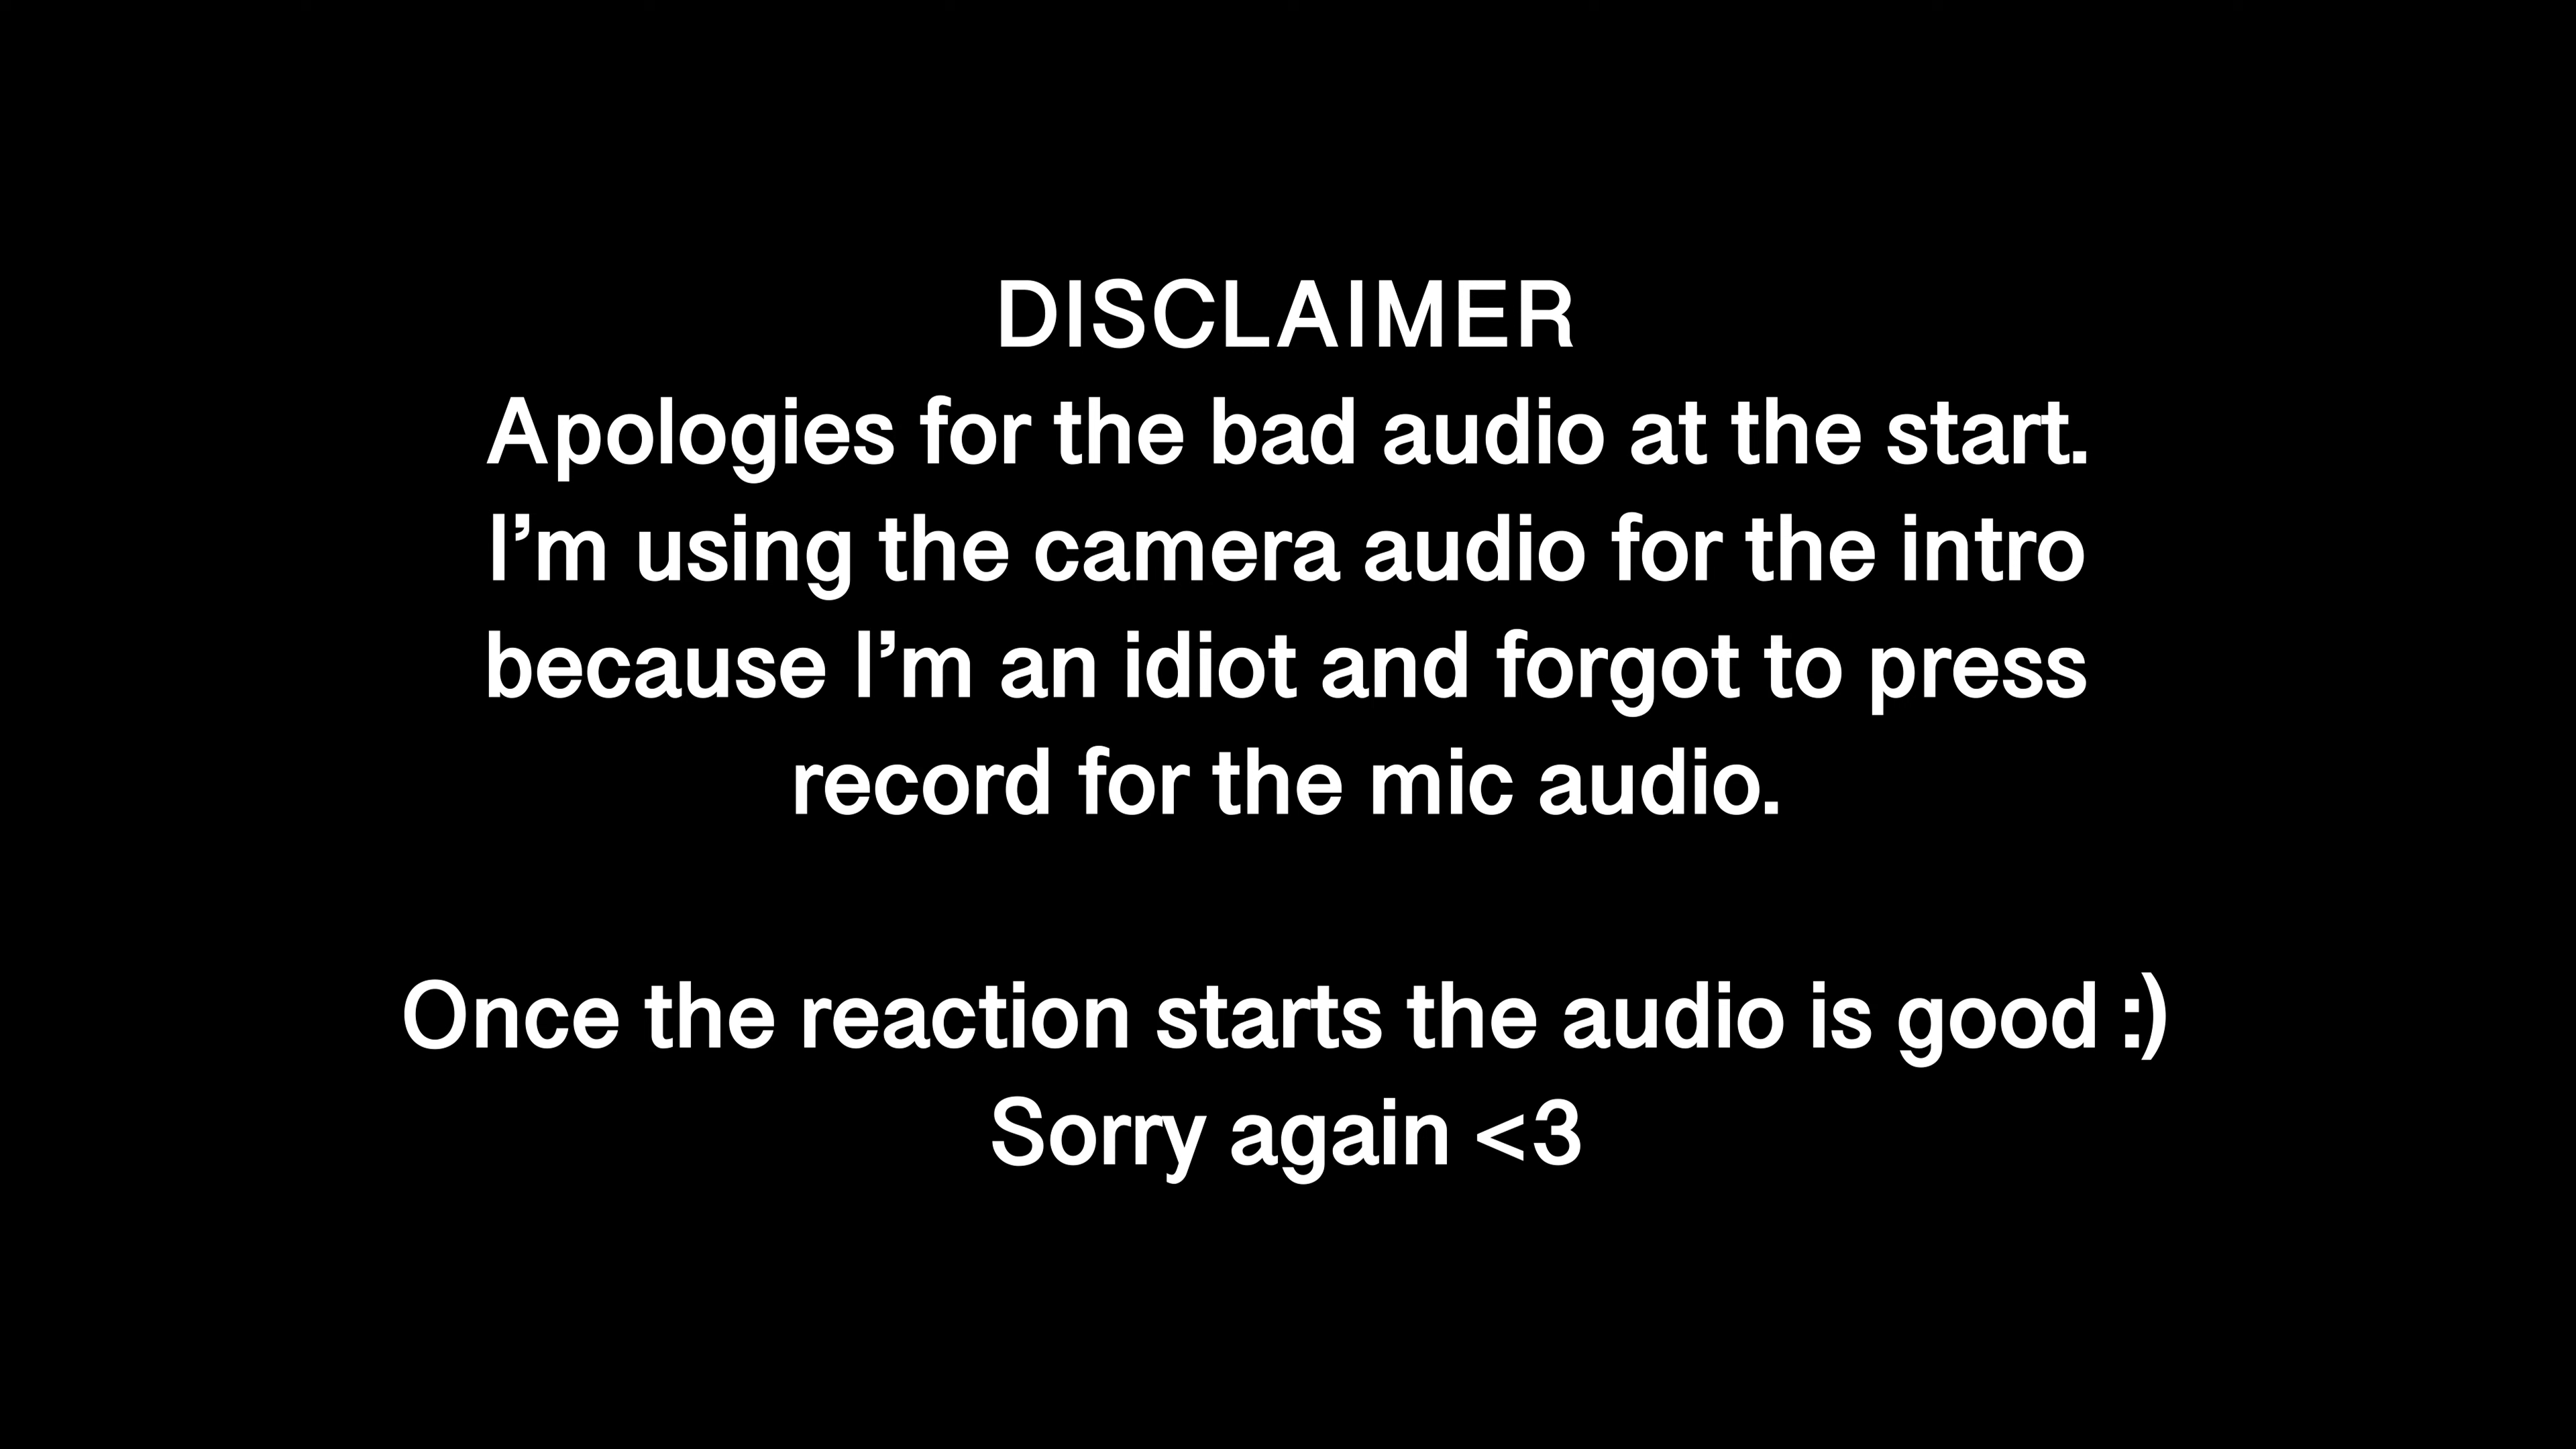 DISCLAIMER
Apologies for the bad audio at the start.
I’m using the camera audio for the intro
because I’m an idiot and forgot to press
record for the mic audio.
Once the reaction starts the audio is good :)
Sorry again <3